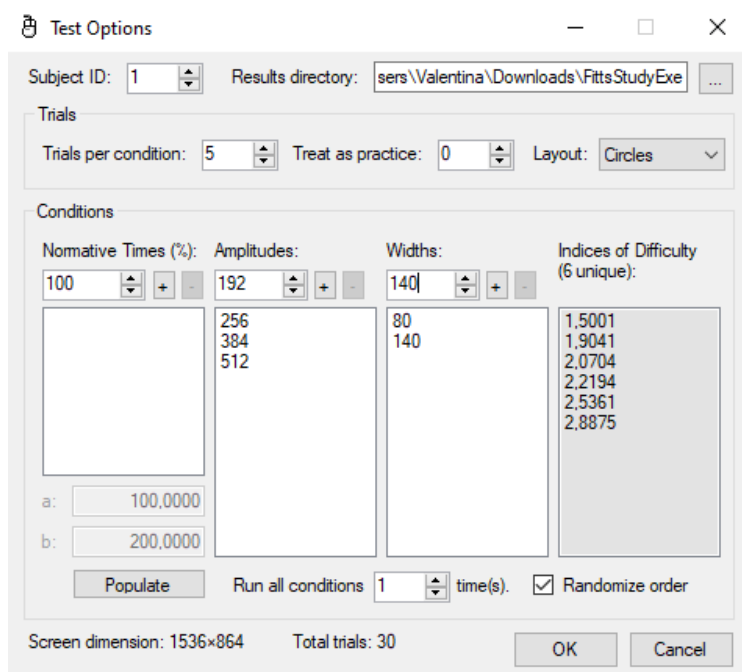 Test Options
Subject ID: 1 Results directory: sers\Valentina\Downloads\FittsStudyExe ...
Trials
Trials per condition: 5 Treat as practice: 0 Layout: Circles
Conditions
Normative Times (%): Amplitudes: Widths: Indices of Difficulty
(6 unique):
100 + - 192 + - 140 + -
256 80 1,5001
384 140 1,9041
512 2,0704
2,2194
2,5361
2,8875
a: 100,0000
b: 200,0000
Populate Run all conditions 1 time(s). Randomize order
Screen dimension: 1536×864 Total trials: 30 OK Cancel